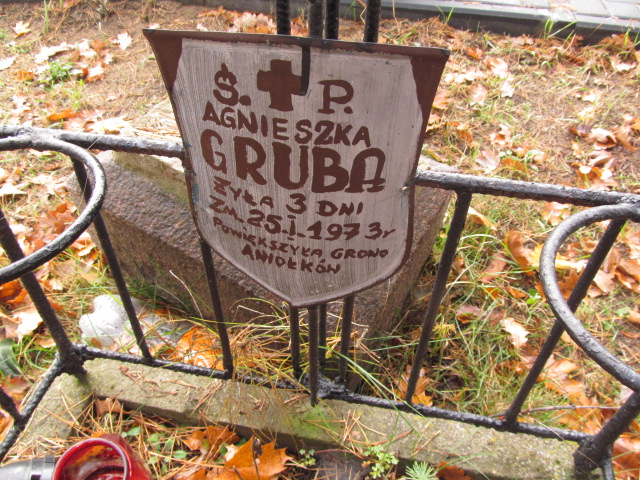 Ś. P.
AGNIESZKA
GRUBA
ŻYŁA 3 DNI
ZM. 25.I.1973r
POWIĘKSZYŁA GRONO
ANIOŁKÓW